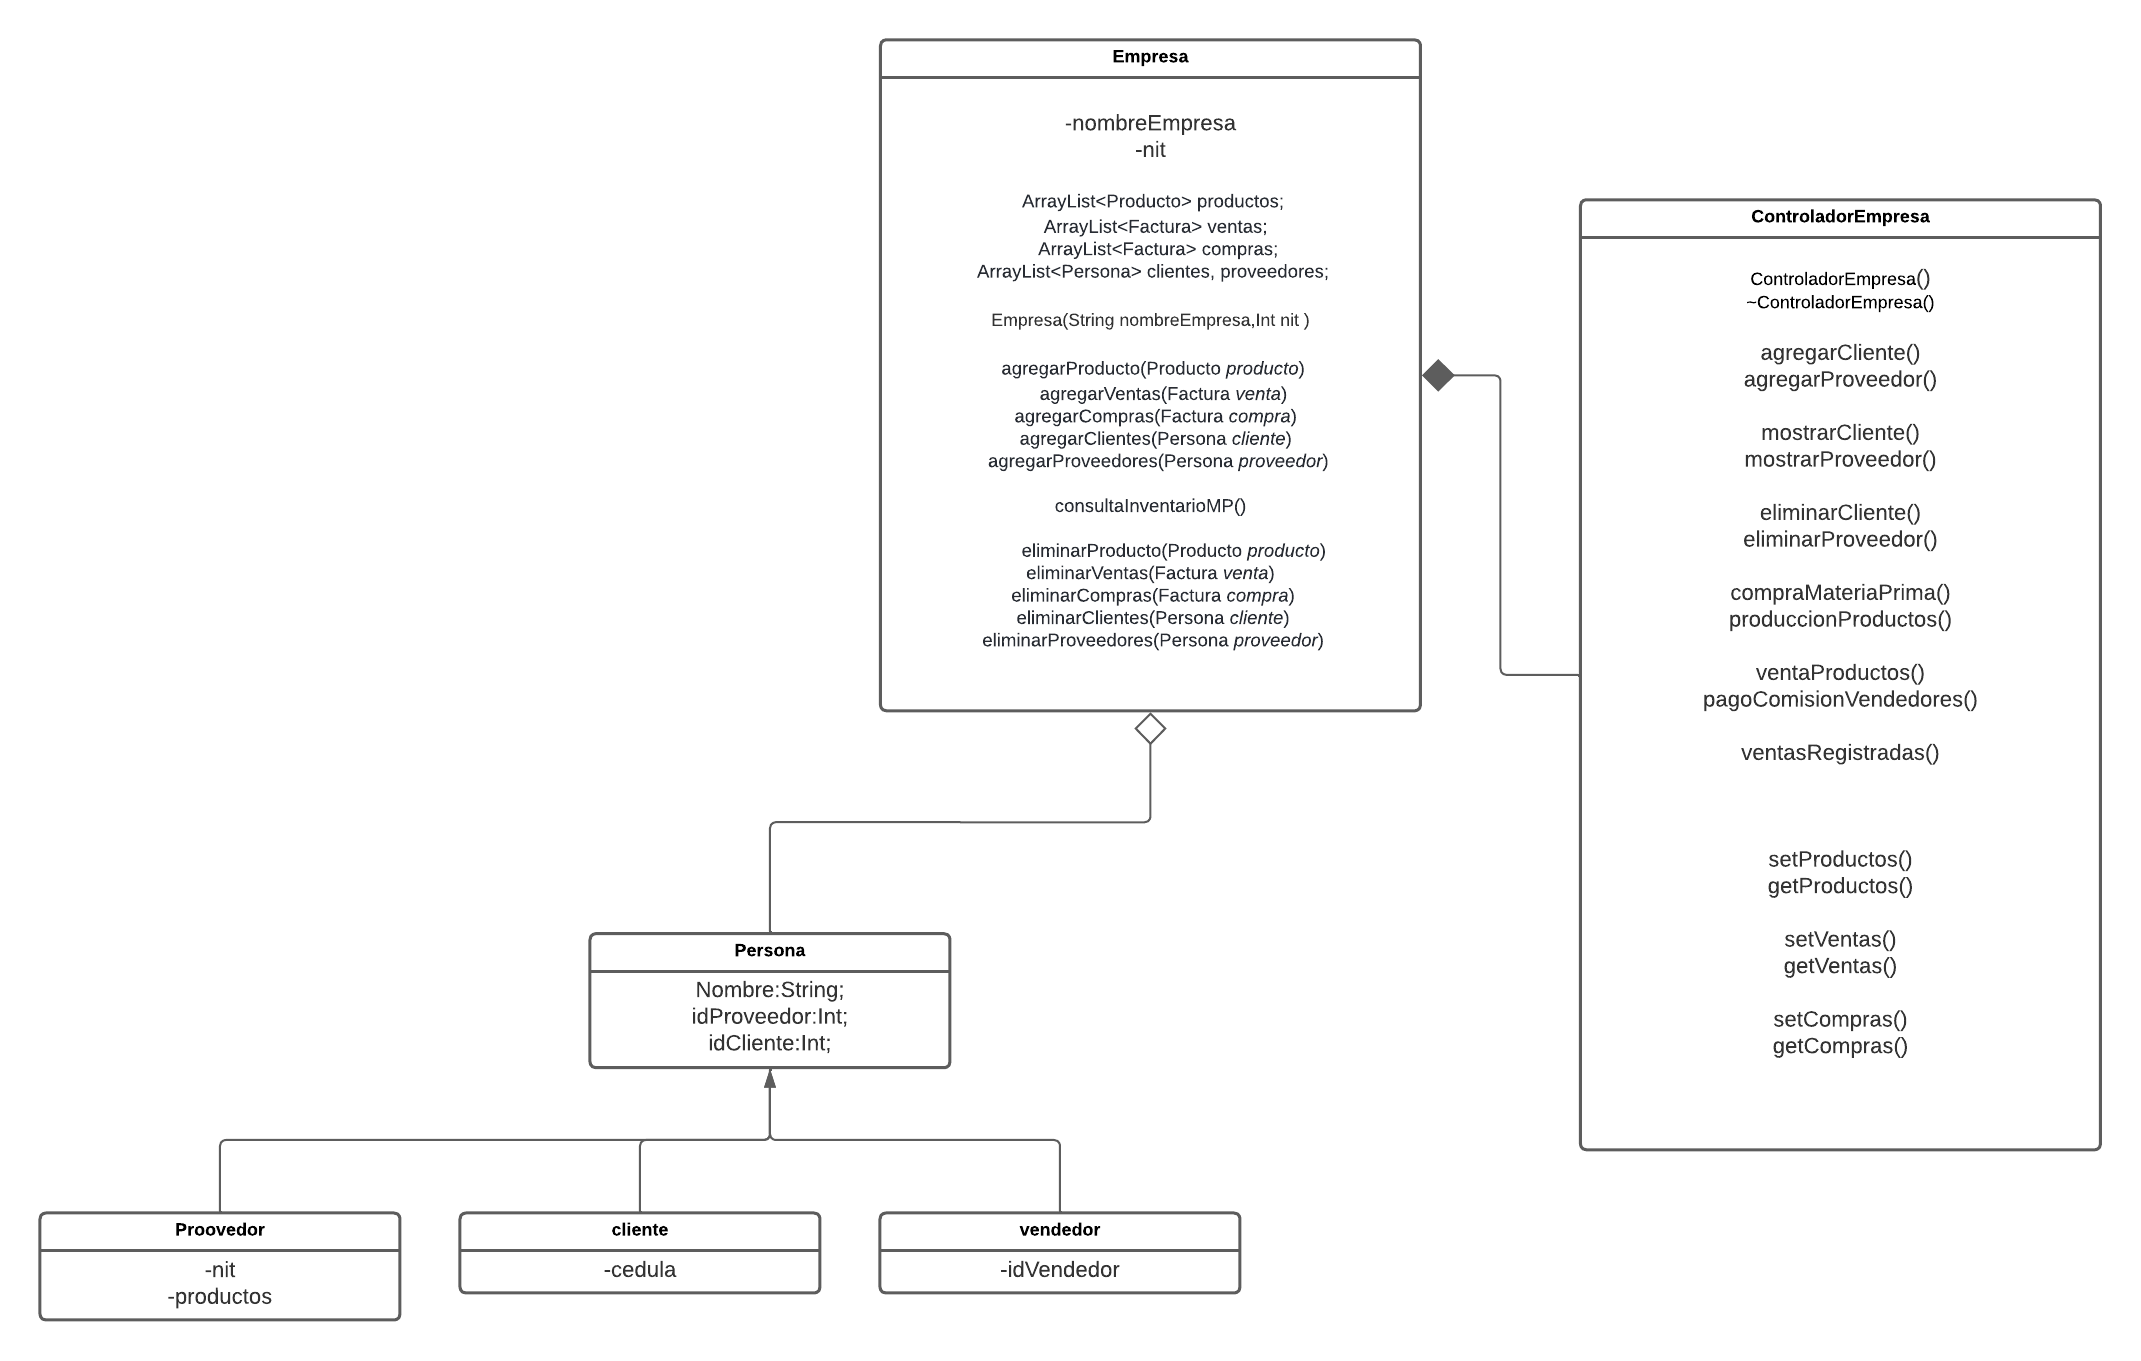 Empresa
-nombreEmpresa
-nit
ArrayList<Producto> productos;
ArrayList<Factura> ventas;
ArrayList<Factura> compras;
ArrayList<Persona> clientes, proveedores;
Empresa(String nombreEmpresa,Int nit )
agregarProducto(Producto producto)
agregarVentas(Factura venta)
agregarCompras(Factura compra)
agregarClientes(Persona cliente)
agregarProveedores(Persona proveedor)
consultaInventarioMP()
eliminarProducto(Producto producto)
eliminarVentas(Factura venta)
eliminarCompras(Factura compra)
eliminarClientes(Persona cliente)
eliminarProveedores(Persona proveedor)
ControladorEmpresa
ControladorEmpresa()
~ControladorEmpresa()
agregarCliente()
agregarProveedor()
mostrarCliente()
mostrarProveedor()
eliminarCliente()
eliminarProveedor()
compraMateriaPrima()
produccionProductos()
ventaProductos()
pagoComisionVendedores()
ventasRegistradas()
setProductos()
getProductos()
setVentas()
getVentas()
setCompras()
getCompras()
Persona
Nombre:String;
idProveedor:Int;
idCliente:Int;
Proovedor
-nit
-productos
cliente
-cedula
vendedor
-idVendedor